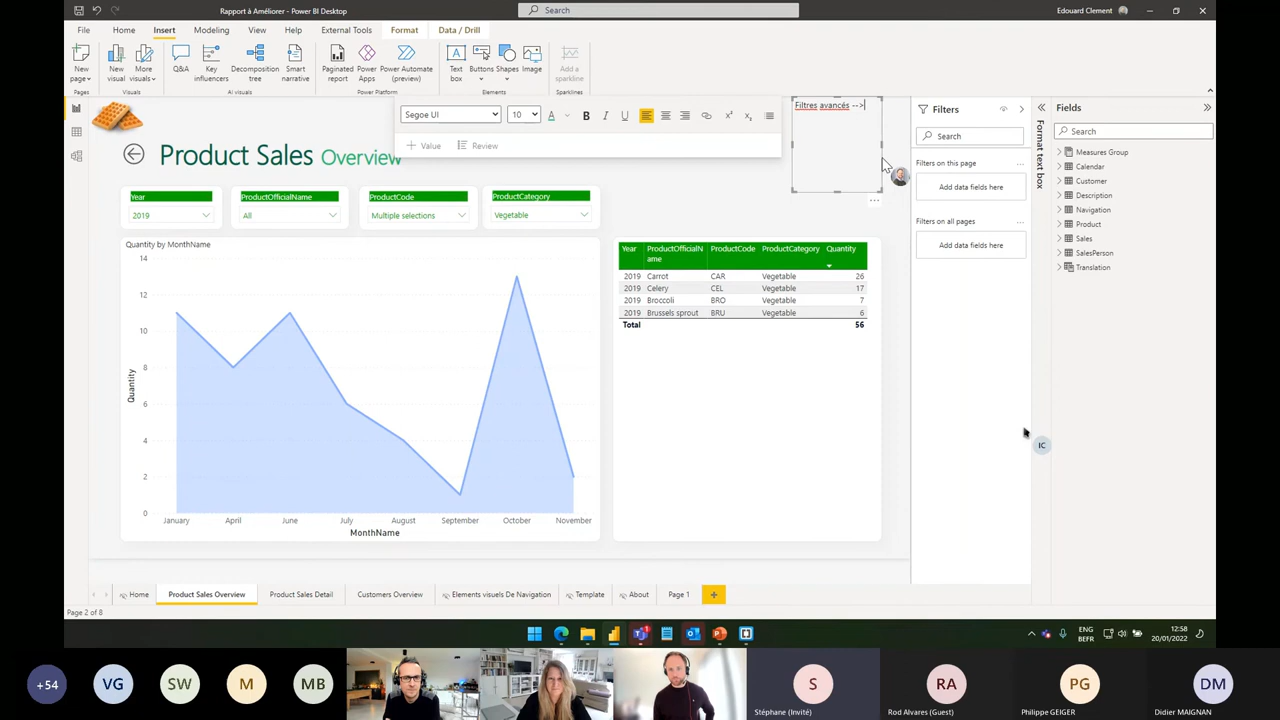 Rapport à Améliorer - Power BI Desktop
Search
Edouard Clement
File Home Insert Modeling View Help External Tools Format Data / Drill
New page
New visual
More visuals
Q&A
Key influencers
Decomposition tree
Smart narrative
Paginated report
Power Apps
Power Automate (preview)
Text box
Buttons
Shapes
Image
Add a sparkline
Pages Visuals AI visuals Power Platform Elements Sparklines
Segoe UI 10 A B I U
+ Value Review
Filtres avancés -->
Product Sales Overview
Year
2019
ProductOfficialName
All
ProductCode
Multiple selections
ProductCategory
Vegetable
Quantity by MonthName
14
12
10
8
6
4
2
0
Quantity
January April June July August September October November
MonthName
Year ProductOfficialN ProductCode ProductCategory Quantity
ame
2019 Carrot CAR Vegetable 26
2019 Celery CEL Vegetable 17
2019 Broccoli BRO Vegetable 7
2019 Brussels sprout BRU Vegetable 6
Total 56
Filters
Search
Filters on this page ...
Add data fields here
Filters on all pages ...
Add data fields here
Format text box
IC
Fields
Search
Measures Group
Calendar
Customer
Description
Navigation
Product
Sales
SalesPerson
Translation
Home Product Sales Overview Product Sales Detail Customers Overview Elements visuels De Navigation Template About Page 1 +
Page 2 of 8
ENG
BEFR
12:58
20/01/2022
+54 VG SW M MB S RA PG DM
Stéphane (Invité) Rod Alvares (Guest) Philippe GEIGER Didier MAIGNAN